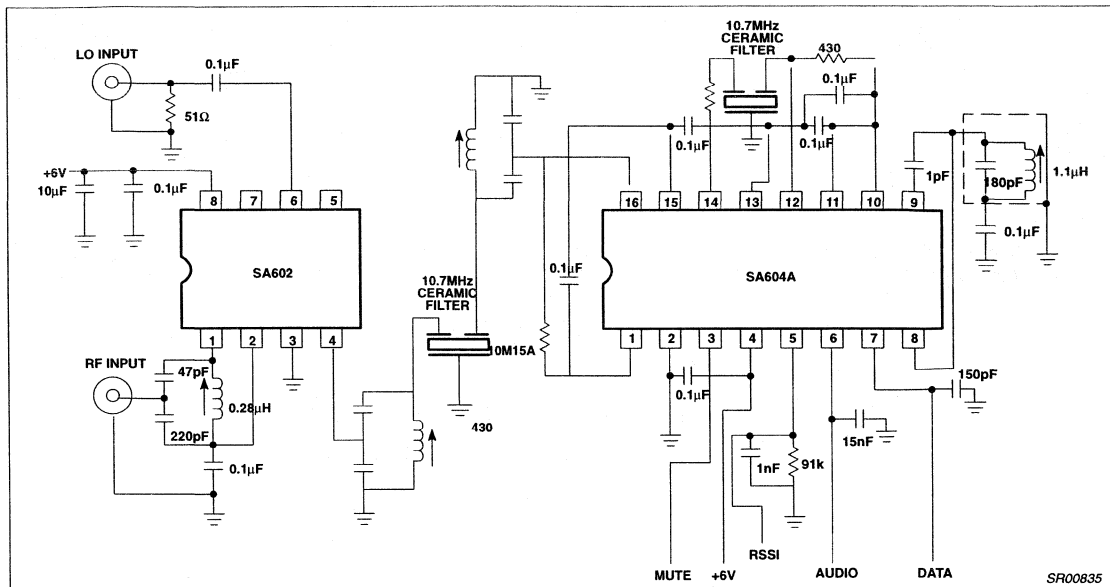 LO INPUT
0.1μF
51Ω
+6V
10μF
0.1μF
8
7
6
5
SA602
1
2
3
4
RF INPUT
47pF
0.28μH
220pF
0.1μF
10.7MHz
CERAMIC
FILTER
10M15A
430
10.7MHz
CERAMIC
FILTER
430
0.1μF
0.1μF
0.1μF
0.1μF
1pF
180pF
1.1μH
0.1μF
16
15
14
13
12
11
10
9
SA604A
1
2
3
4
5
6
7
8
0.1μF
1nF
91k
15nF
150pF
RSSI
MUTE
+6V
AUDIO
DATA
SR00835